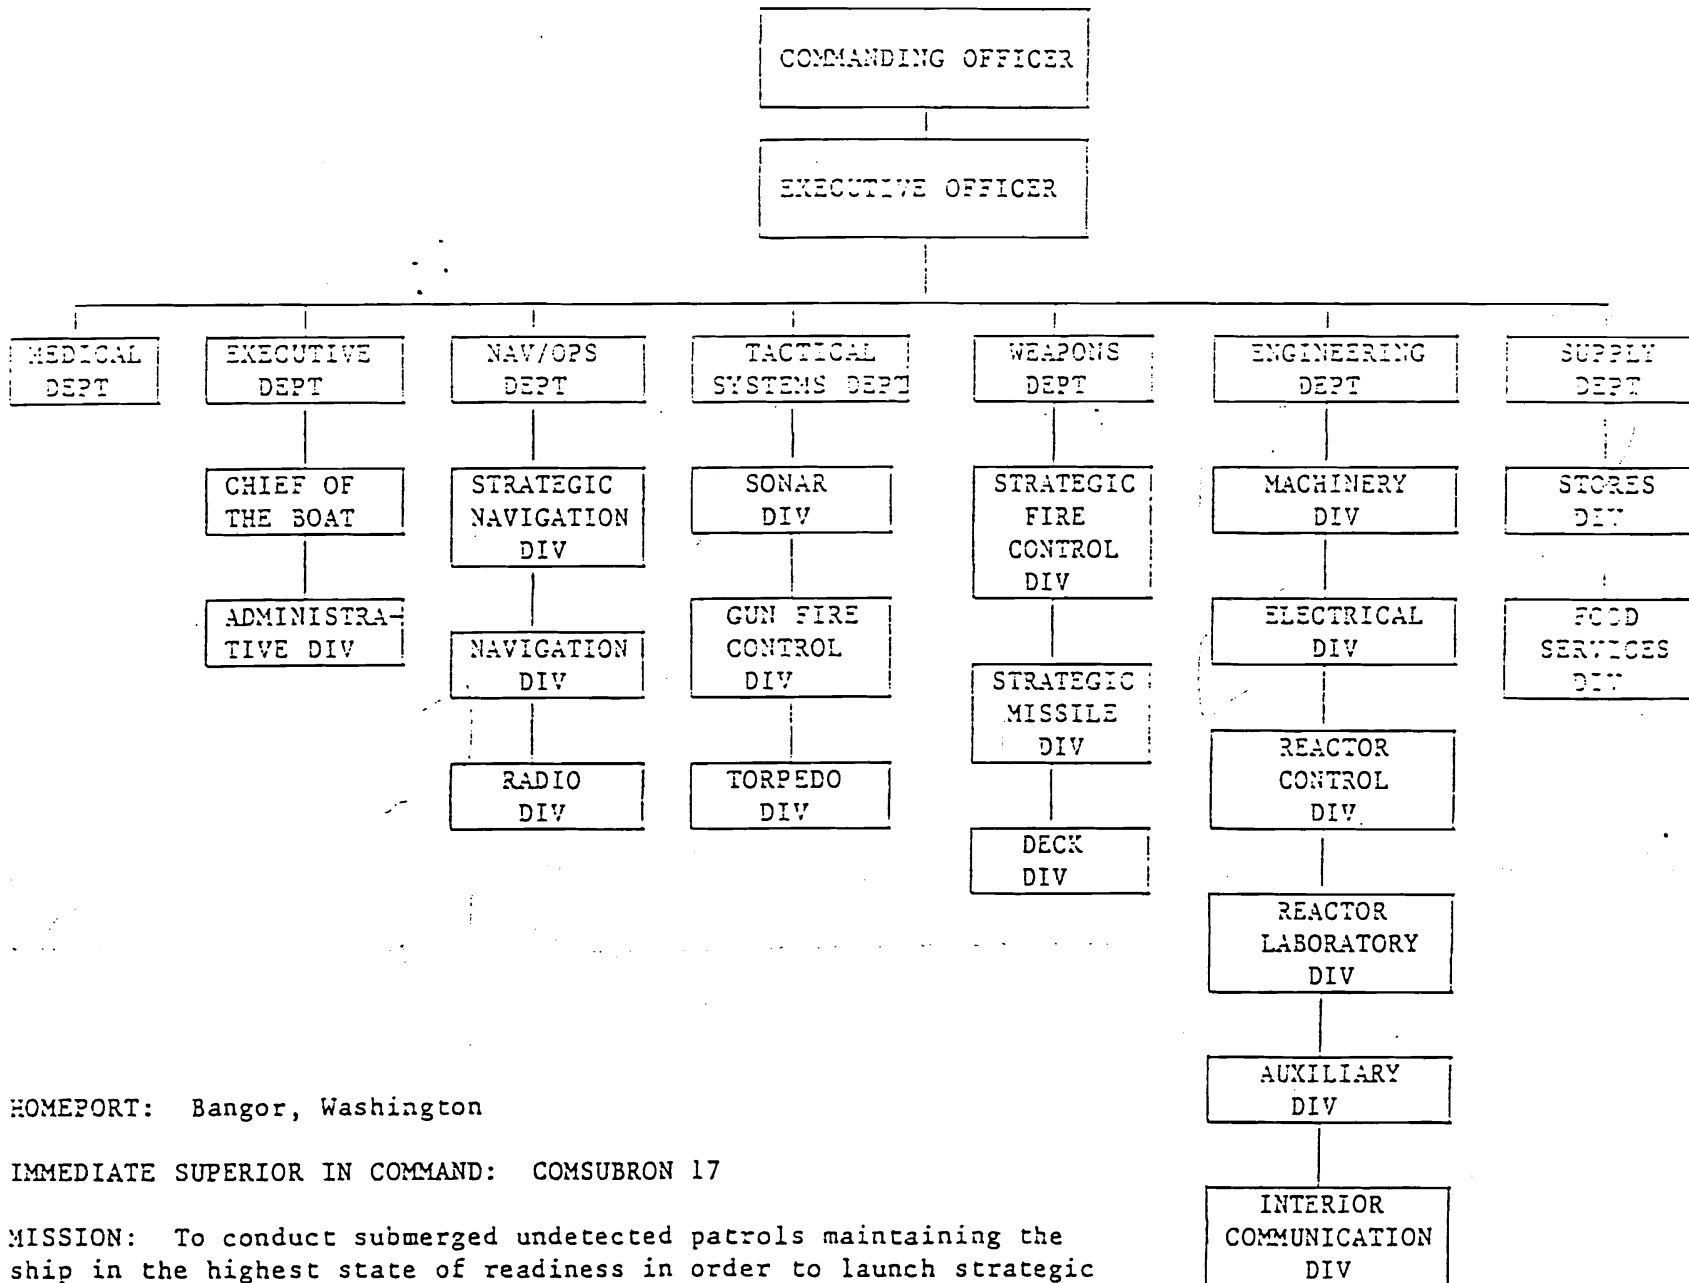 COMMANDING OFFICER
EXECUTIVE OFFICER
MEDICAL
DEPT
EXECUTIVE
DEPT
NAV/OPS
DEPT
TACTICAL
SYSTEMS DEPT
WEAPONS
DEPT
ENGINEERING
DEPT
SUPPLY
DEPT
CHIEF OF
THE BOAT
ADMINISTRA-
TIVE DIV
STRATEGIC
NAVIGATION
DIV
NAVIGATION
DIV
RADIO
DIV
SONAR
DIV
GUN FIRE
CONTROL
DIV
TORPEDO
DIV
STRATEGIC
FIRE
CONTROL
DIV
STRATEGIC
MISSILE
DIV
DECK
DIV
MACHINERY
DIV
ELECTRICAL
DIV
REACTOR
CONTROL
DIV
REACTOR
LABORATORY
DIV
AUXILIARY
DIV
INTERIOR
COMMUNICATION
DIV
STORES
DIV
FOOD
SERVICES
DIV
HOMEPORT: Bangor, Washington
IMMEDIATE SUPERIOR IN COMMAND: COMSUBRON 17
MISSION: To conduct submerged undetected patrols maintaining the
ship in the highest state of readiness in order to launch strategic